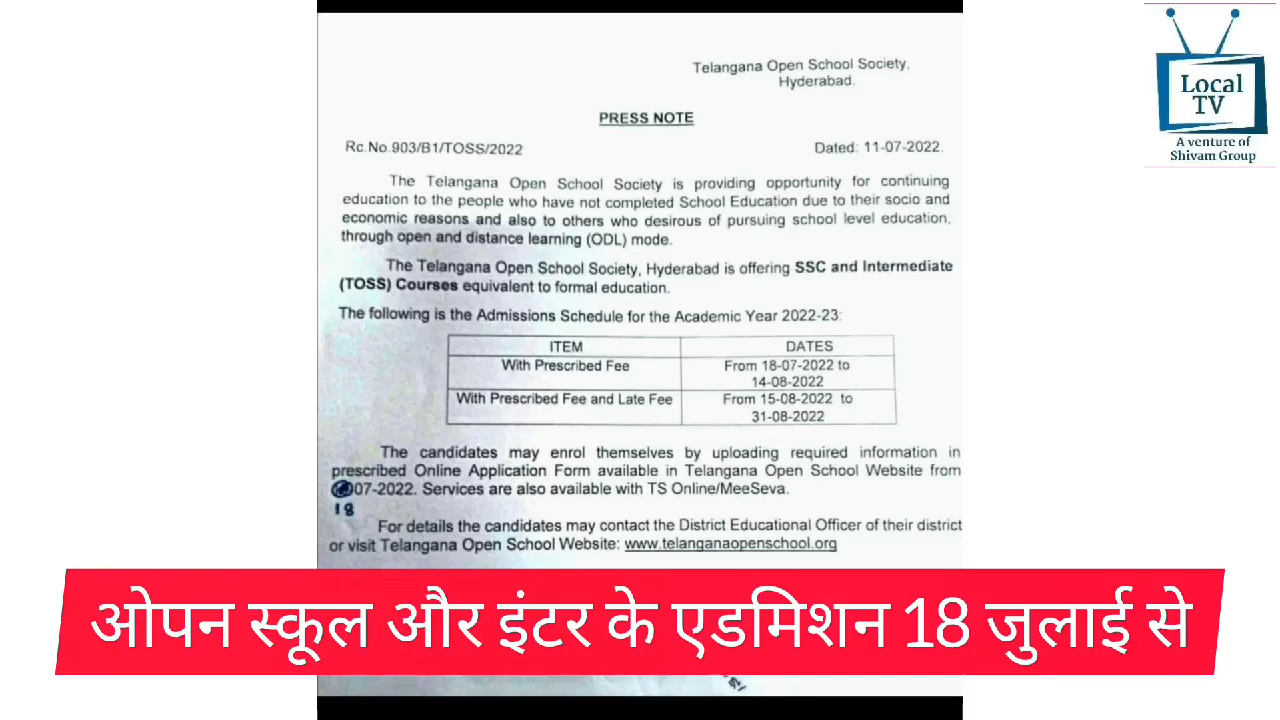 Local
TV
A venture of
Shivam Group
Telangana Open School Society,
Hyderabad.
PRESS NOTE
Rc.No.903/B1/TOSS/2022
Dated: 11-07-2022.
The Telangana Open School Society is providing opportunity for continuing
education to the people who have not completed School Education due to their socio and
economic reasons and also to others who desirous of pursuing school level education,
through open and distance learning (ODL) mode.
The Telangana Open School Society, Hyderabad is offering SSC and Intermediate
(TOSS) Courses equivalent to formal education.
The following is the Admissions Schedule for the Academic Year 2022-23:
ITEM DATES
With Prescribed Fee From 18-07-2022 to
14-08-2022
With Prescribed Fee and Late Fee From 15-08-2022 to
31-08-2022
The candidates may enrol themselves by uploading required information in
prescribed Online Application Form available in Telangana Open School Website from
07-2022. Services are also available with TS Online/MeeSeva.
18
For details the candidates may contact the District Educational Officer of their district
or visit Telangana Open School Website: www.telanganaopenschool.org
ओपन स्कूल और इंटर के एडमिशन 18 जुलाई से